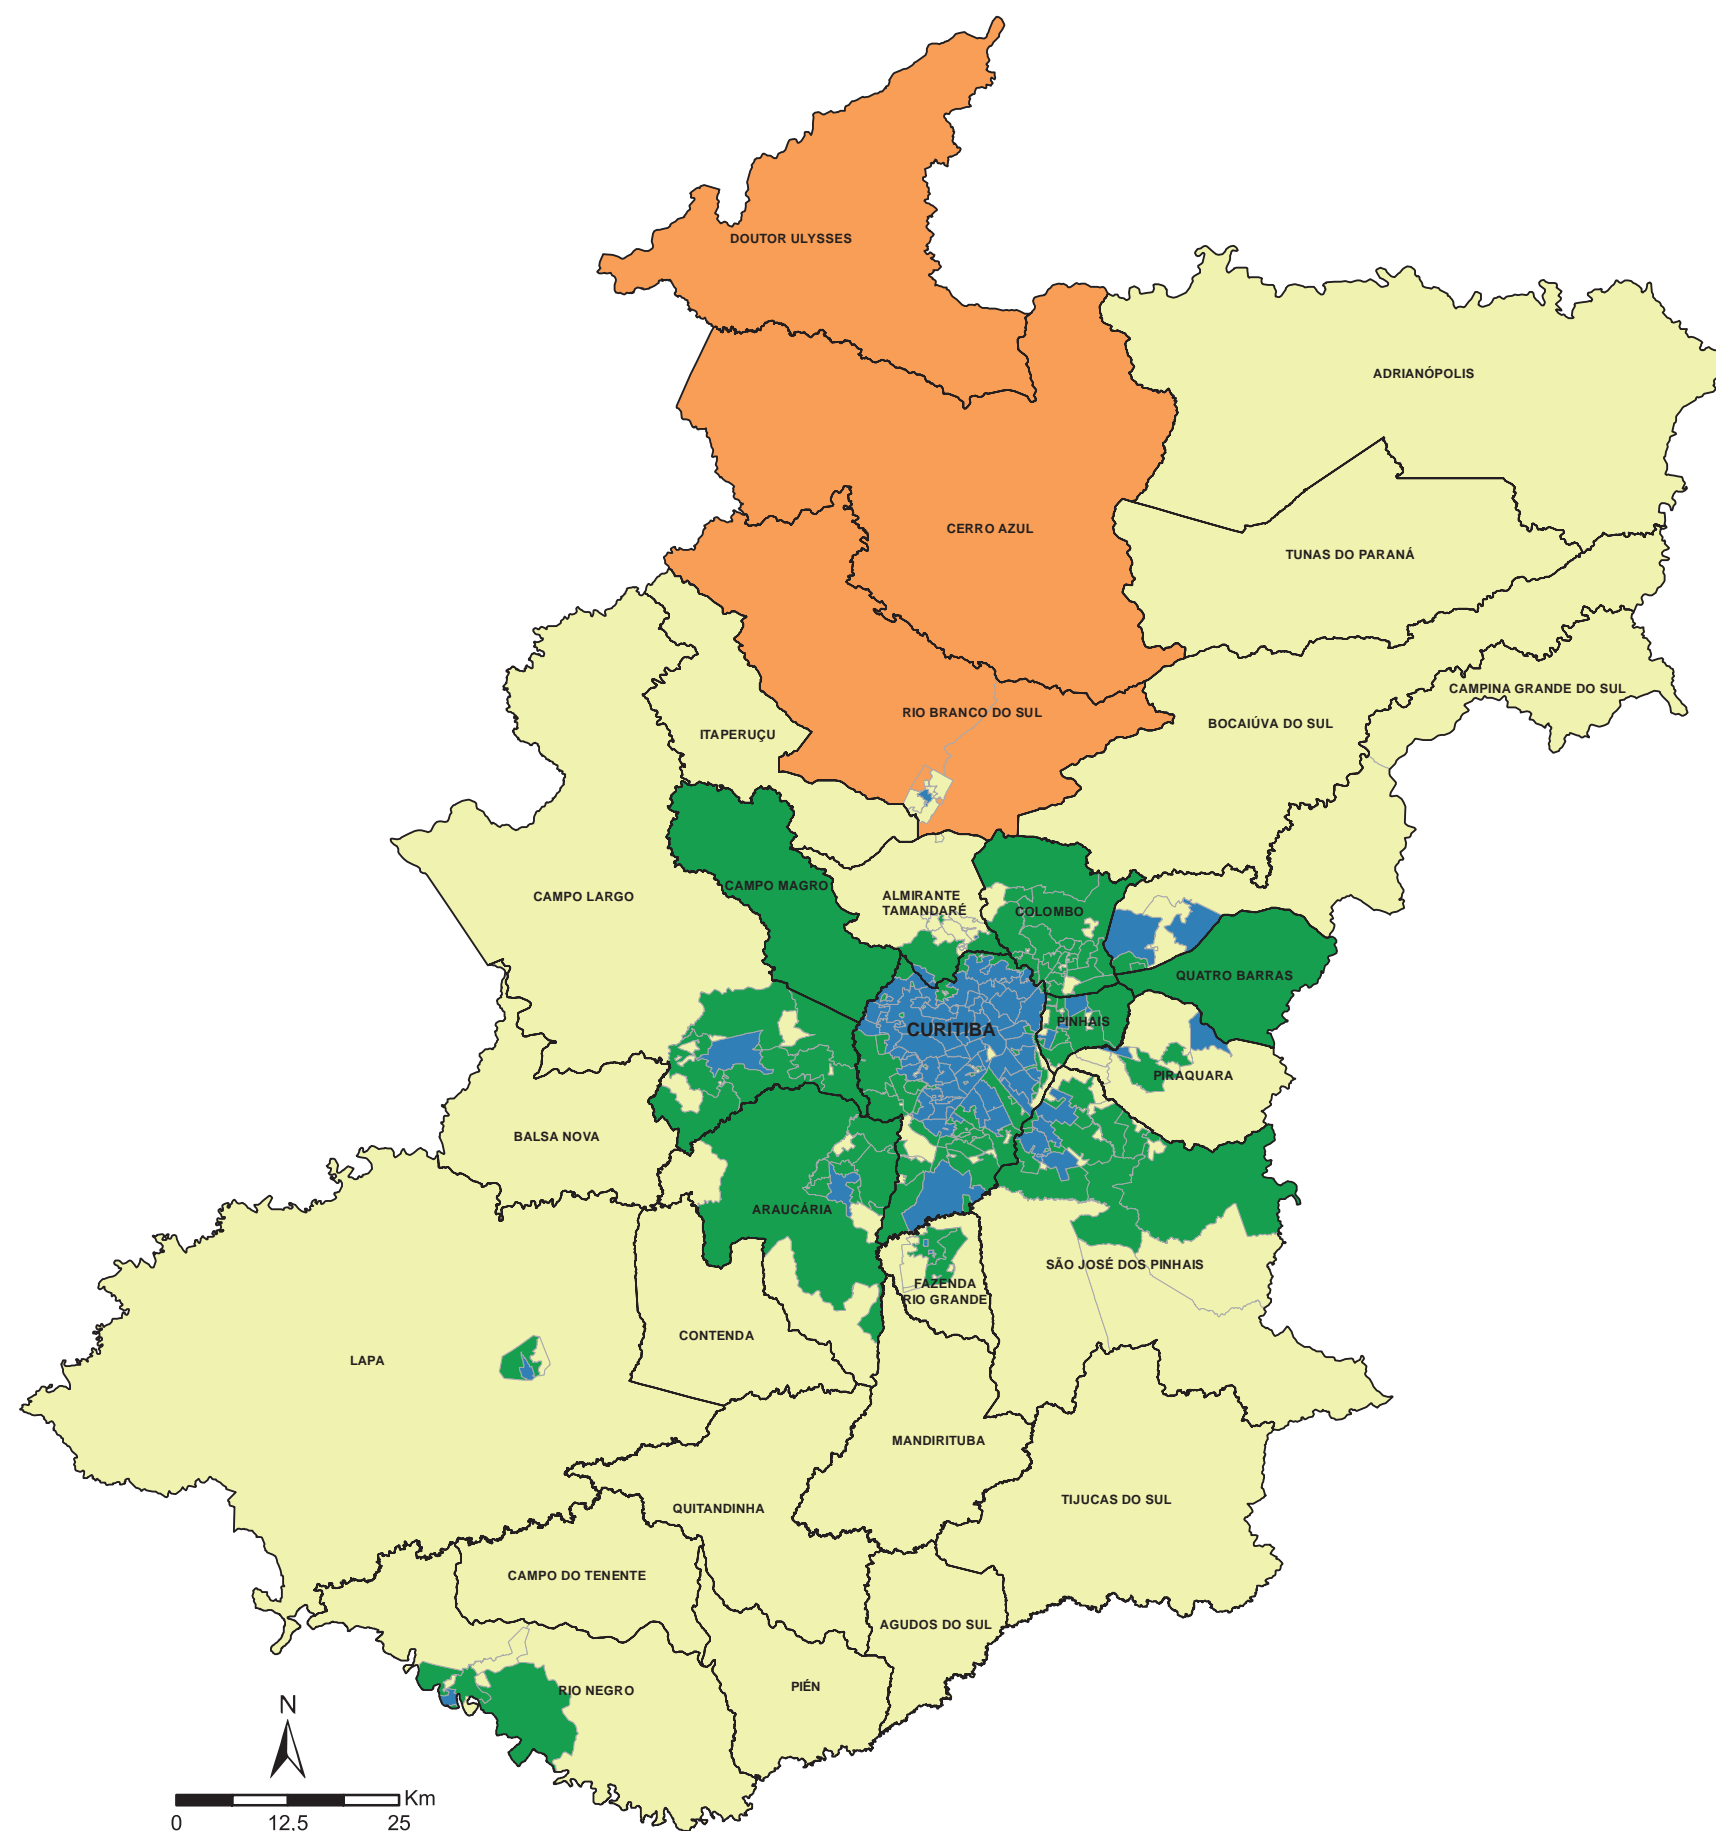 DOUTOR ULYSSES
ADRIANÓPOLIS
CERRO AZUL
TUNAS DO PARANÁ
CAMPINA GRANDE DO SUL
RIO BRANCO DO SUL
BOCAIÚVA DO SUL
ITAPERUÇU
CAMPO MAGRO
CAMPO LARGO
ALMIRANTE
TAMANDARÉ
COLOMBO
QUATRO BARRAS
CURITIBA
PINHAIS
PIRAQUARA
BALSA NOVA
ARAUCÁRIA
SÃO JOSÉ DOS PINHAIS
FAZENDA
RIO GRANDE
CONTENDA
LAPA
MANDIRITUBA
TIJUCAS DO SUL
QUITANDINHA
CAMPO DO TENENTE
AGUDOS DO SUL
PIÉN
RIO NEGRO
N
Km
0 12,5 25